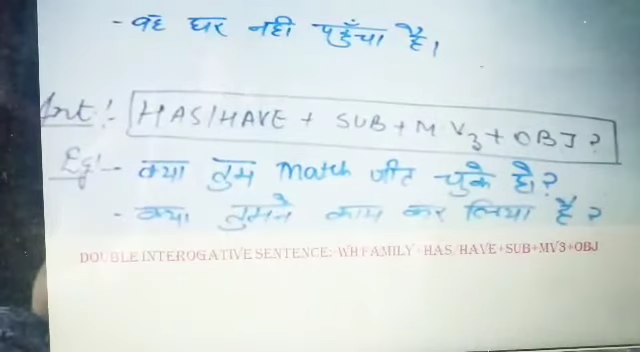 - वह घर नही पहुँचा है।
Int:- HAS/HAVE + SUB + M.V3 + OBJ?
Eg:- क्या तुम match जीत चुके हो?
- क्या तुमने काम कर लिया है?
DOUBLE INTEROGATIVE SENTENCE:-WH FAMILY+HAS/HAVE+SUB+MV3+OBJ